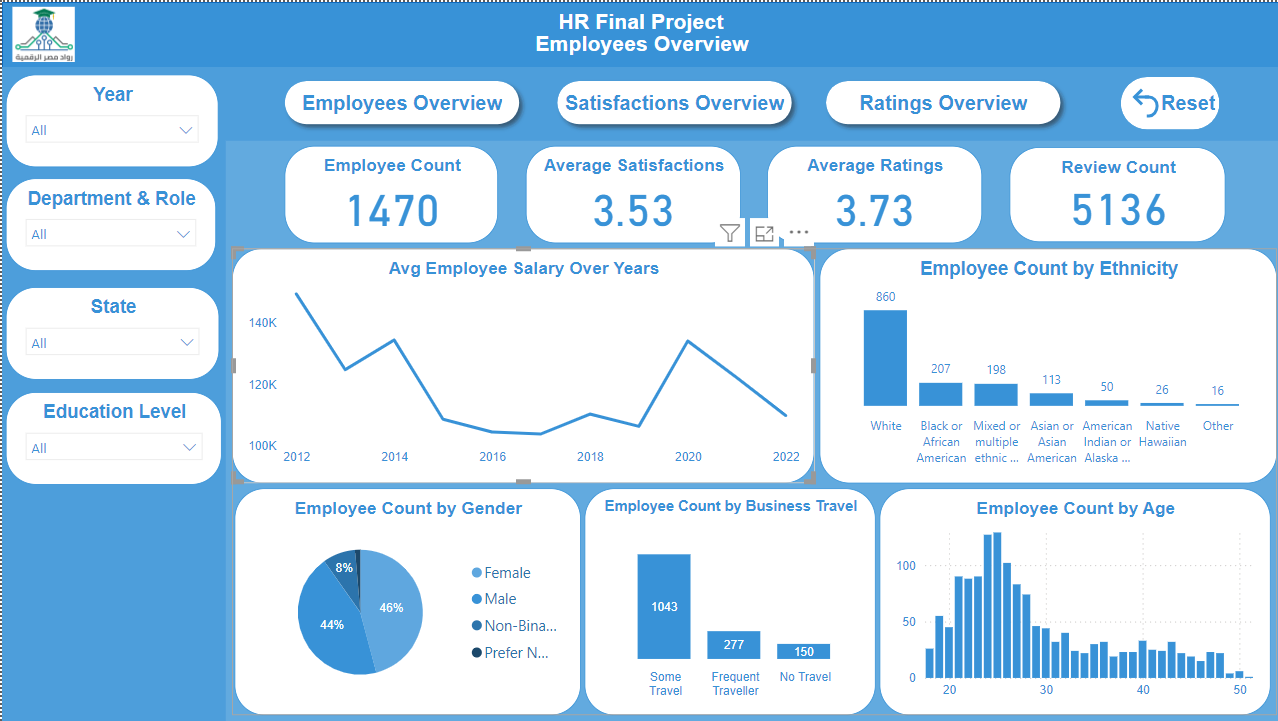 رواد مصر الرقمية
HR Final Project
Employees Overview
Employees Overview
Satisfactions Overview
Ratings Overview
Reset
Year
All
Department & Role
All
State
All
Education Level
All
Employee Count
1470
Average Satisfactions
3.53
Average Ratings
3.73
Review Count
5136
Avg Employee Salary Over Years
140K
120K
100K
2012
2014
2016
2018
2020
2022
Employee Count by Ethnicity
860
207
198
113
50
26
16
White
Black or
African
American
Mixed or
multiple
ethnic ...
Asian or
Asian
American
American
Indian or
Alaska ...
Native
Hawaiian
Other
Employee Count by Gender
8%
46%
44%
Female
Male
Non-Bina...
Prefer N...
Employee Count by Business Travel
1043
277
150
Some
Travel
Frequent
Traveller
No Travel
Employee Count by Age
100
50
0
20
30
40
50